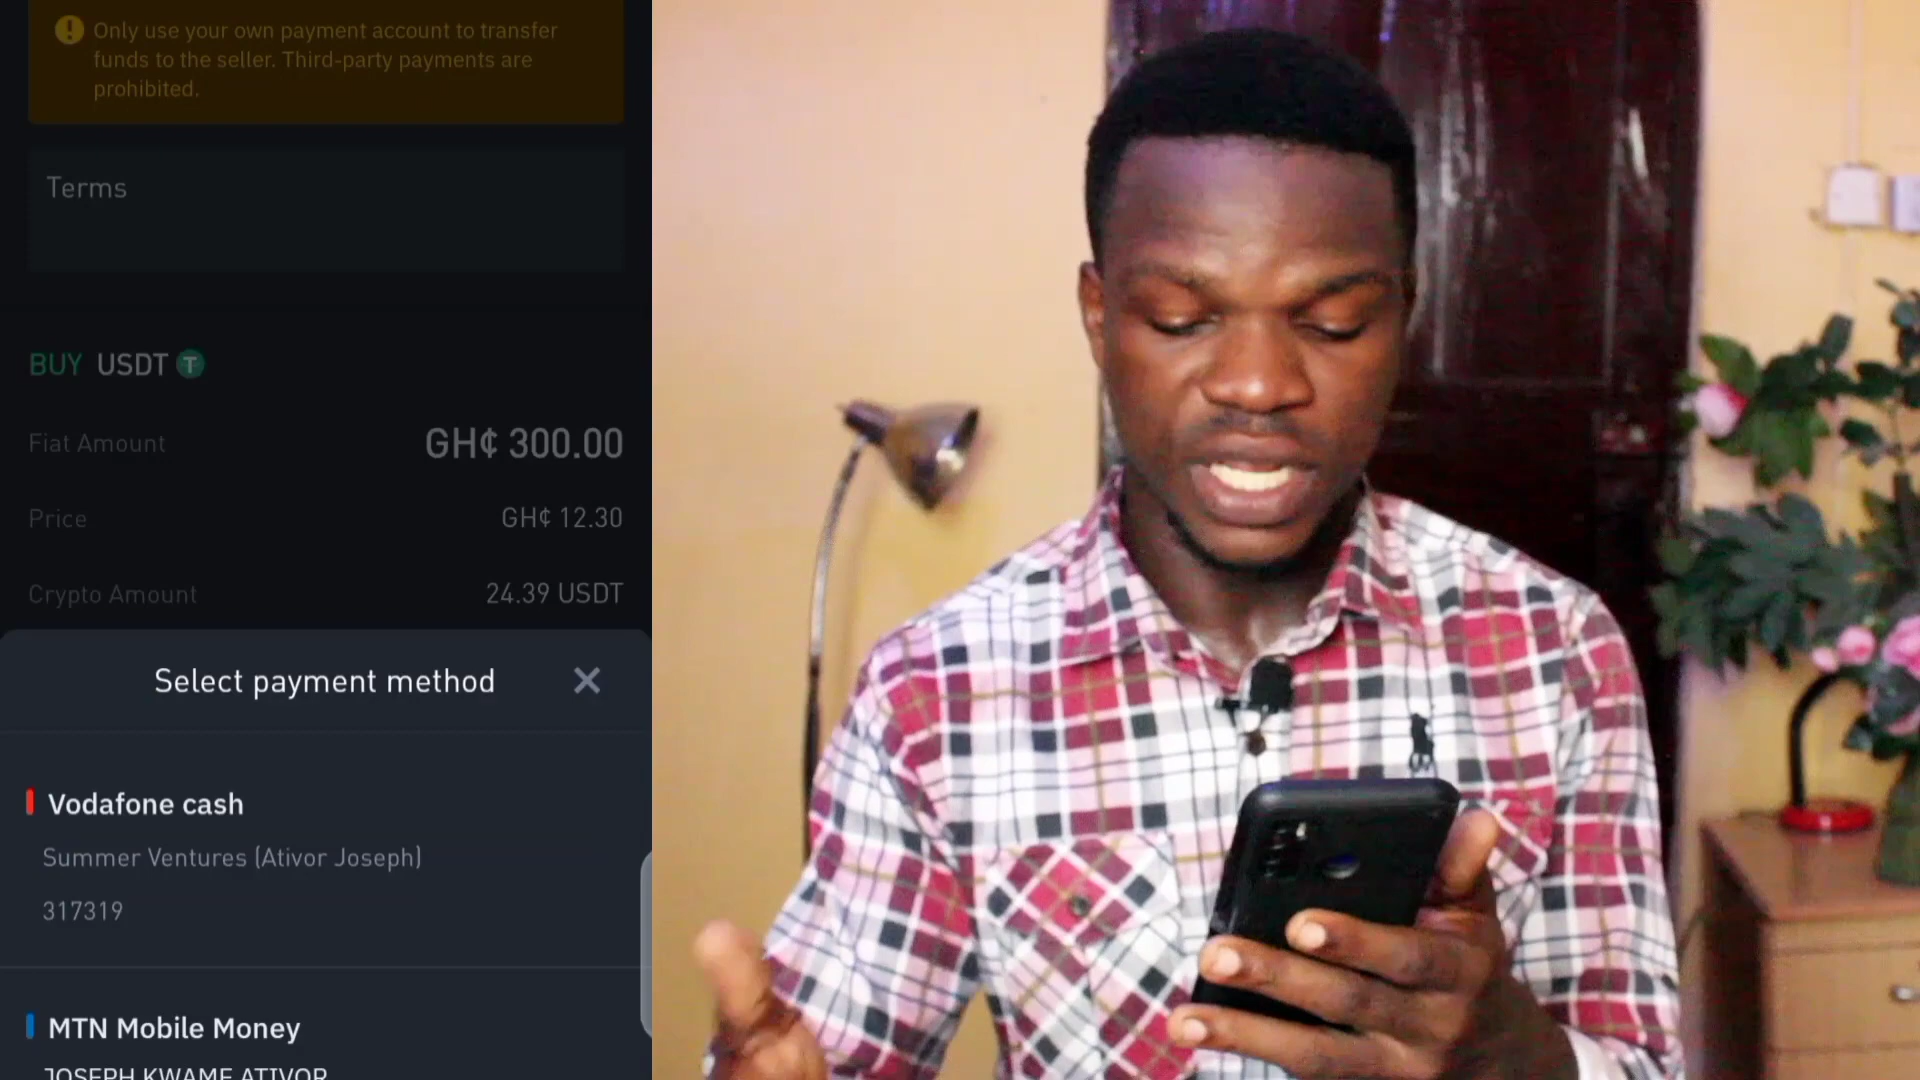 Only use your own payment account to transfer
funds to the seller. Third-party payments are
prohibited.
Terms
BUY USDT
Fiat Amount GH¢ 300.00
Price GH¢ 12.30
Crypto Amount 24.39 USDT
Select payment method
Vodafone cash
Summer Ventures (Ativor Joseph)
317319
MTN Mobile Money
JOSEPH KWAME ATIVOR